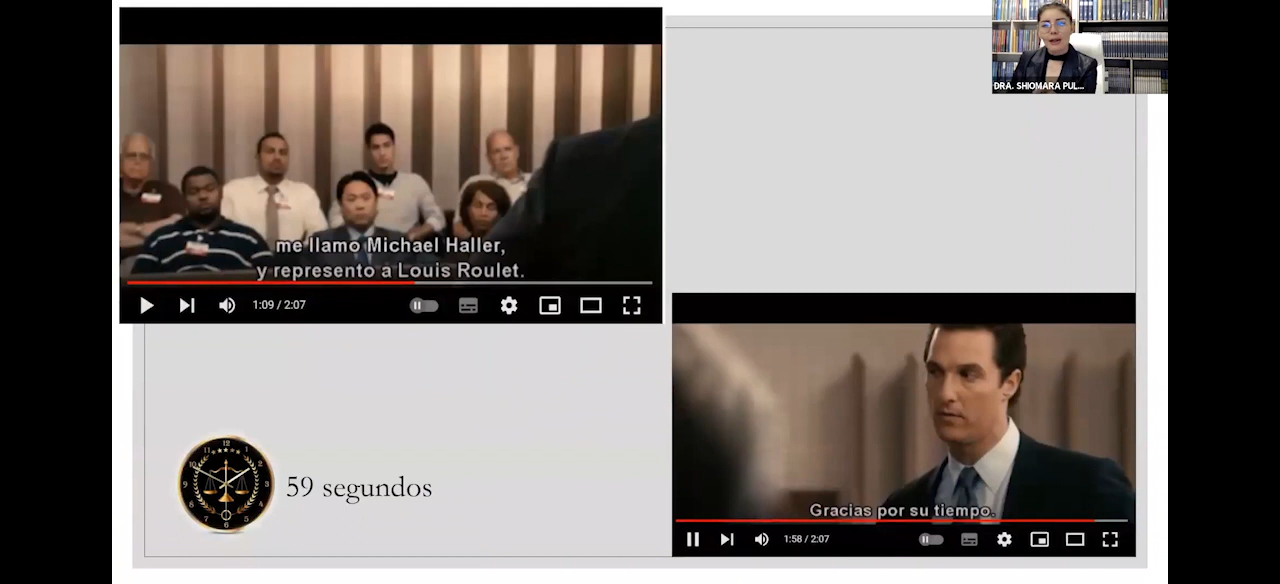 DRA. SHIOMARA PUL...
me llamo Michael Haller,
y represento a Louis Roulet.
1:09 / 2:07
59 segundos
Gracias por su tiempo.
1:58 / 2:07